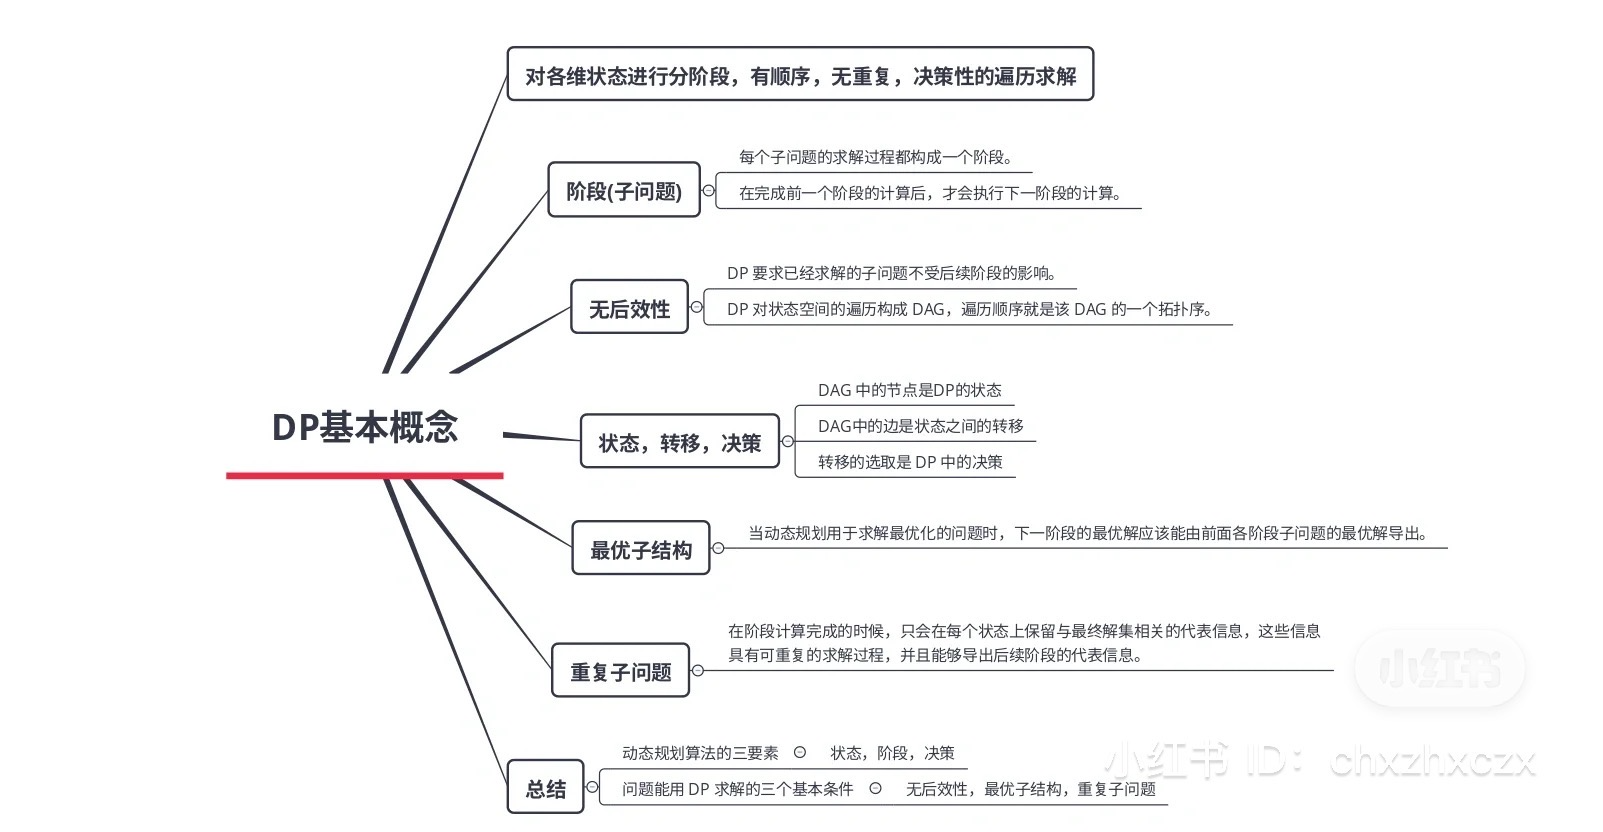 对各维状态进行分阶段，有顺序，无重复，决策性的遍历求解
阶段(子问题)
每个子问题的求解过程都构成一个阶段。
在完成前一个阶段的计算后，才会执行下一阶段的计算。
无后效性
DP 要求已经求解的子问题不受后续阶段的影响。
DP 对状态空间的遍历构成 DAG，遍历顺序就是该 DAG 的一个拓扑序。
DP基本概念
状态，转移，决策
DAG 中的节点是DP的状态
DAG中的边是状态之间的转移
转移的选取是 DP 中的决策
最优子结构
当动态规划用于求解最优化的问题时，下一阶段的最优解应该能由前面各阶段子问题的最优解导出。
重复子问题
在阶段计算完成的时候，只会在每个状态上保留与最终解集相关的代表信息，这些信息
具有可重复的求解过程，并且能够导出后续阶段的代表信息。
总结
动态规划算法的三要素 状态，阶段，决策
问题能用 DP 求解的三个基本条件 无后效性，最优子结构，重复子问题
小红书
小红书 ID：chxzhxczx